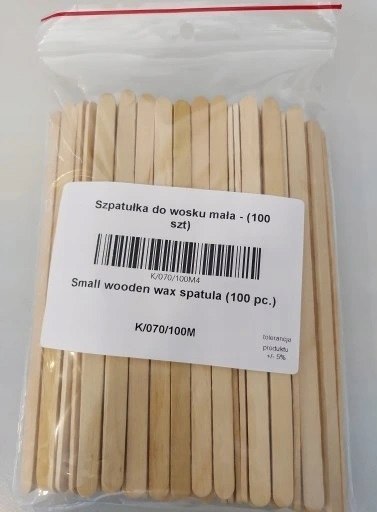 Szpatułka do wosku mała - (100
szt)
K/070/100M4
Small wooden wax spatula (100 pc.)
K/070/100M
tolerancja
produktu
+/- 5%